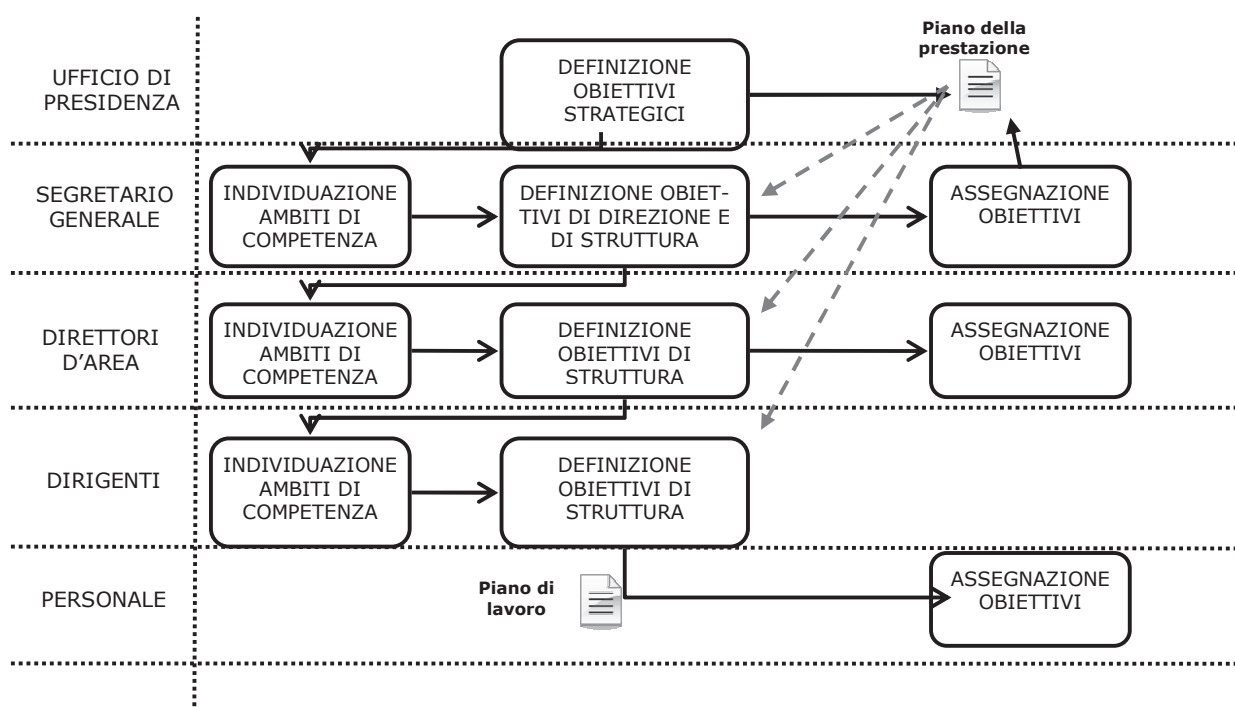 Piano della
prestazione
UFFICIO DI
PRESIDENZA
DEFINIZIONE
OBIETTIVI
STRATEGICI
SEGRETARIO
GENERALE
INDIVIDUAZIONE
AMBITI DI
COMPETENZA
DEFINIZIONE OBIET-
TIVI DI DIREZIONE E
DI STRUTTURA
ASSEGNAZIONE
OBIETTIVI
DIRETTORI
D’AREA
INDIVIDUAZIONE
AMBITI DI
COMPETENZA
DEFINIZIONE
OBIETTIVI DI
STRUTTURA
ASSEGNAZIONE
OBIETTIVI
DIRIGENTI
INDIVIDUAZIONE
AMBITI DI
COMPETENZA
DEFINIZIONE
OBIETTIVI DI
STRUTTURA
PERSONALE
Piano di
lavoro
ASSEGNAZIONE
OBIETTIVI